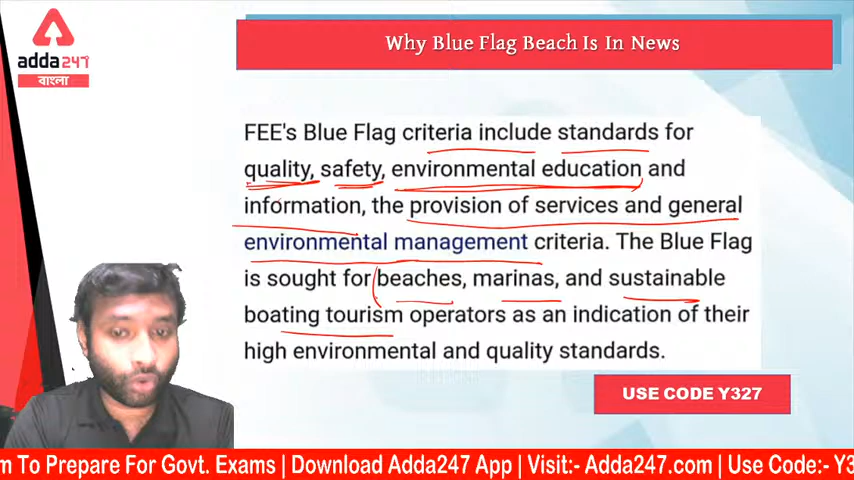 Why Blue Flag Beach Is In News
adda247
বাংলা
FEE's Blue Flag criteria include standards for
quality, safety, environmental education and
information, the provision of services and general
environmental management criteria. The Blue Flag
is sought for beaches, marinas, and sustainable
boating tourism operators as an indication of their
high environmental and quality standards.
USE CODE Y327
m To Prepare For Govt. Exams | Download Adda247 App | Visit:- Adda247.com | Use Code:- Y3